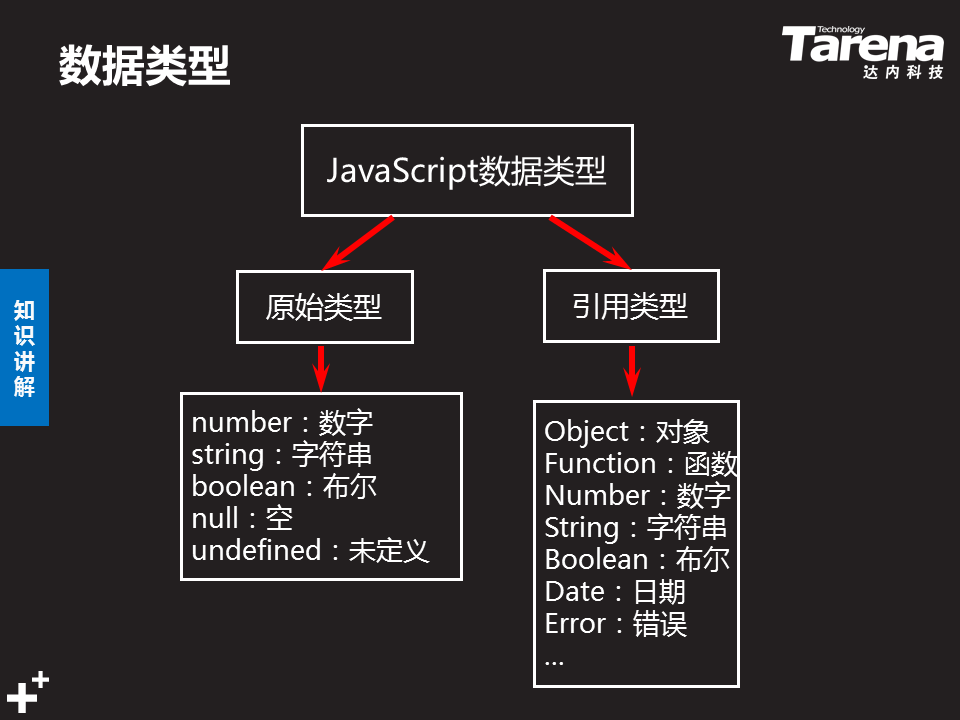 数据类型
Technology
Tarena
达内科技
JavaScript数据类型
原始类型
引用类型
知识讲解
number：数字
string：字符串
boolean：布尔
null：空
undefined：未定义
Object：对象
Function：函数
Number：数字
String：字符串
Boolean：布尔
Date：日期
Error：错误
...